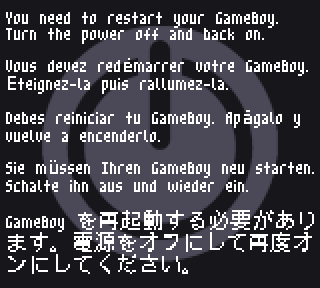 You need to restart your GameBoy.
Turn the power off and back on.
Vous devez redémarrer votre GameBoy.
Eteignez-la puis rallumez-la.
Debes reiniciar tu GameBoy. Apágalo y
vuelve a encenderlo.
Sie müssen Ihren GameBoy neu starten.
Schalte ihn aus und wieder ein.
GameBoy を再起動する必要があり
ます。電源をオフにして再度オ
ンにしてください。